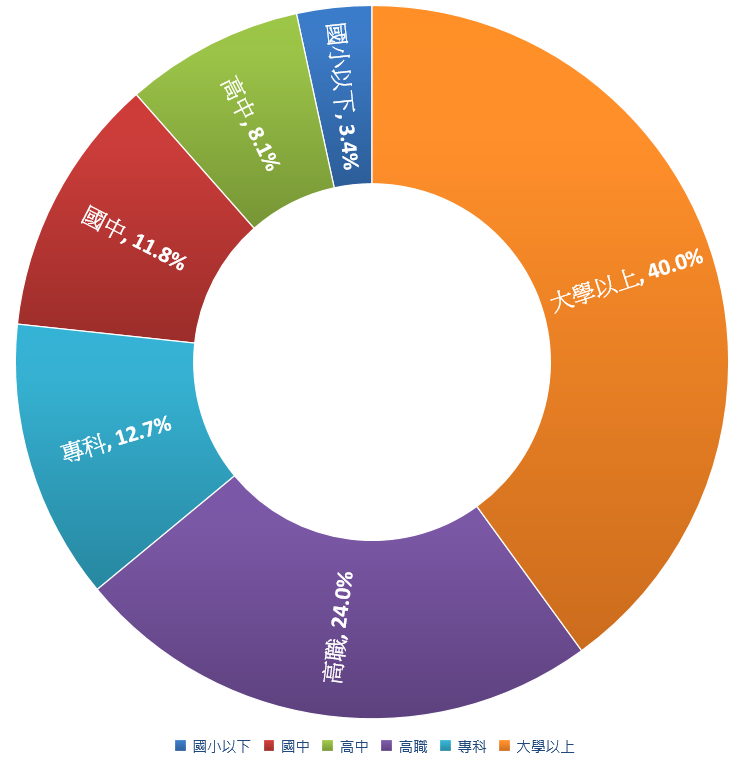 國小以下, 3.4%
高中, 8.1%
國中, 11.8%
大學以上, 40.0%
專科, 12.7%
高職, 24.0%
國小以下 國中 高中 高職 專科 大學以上